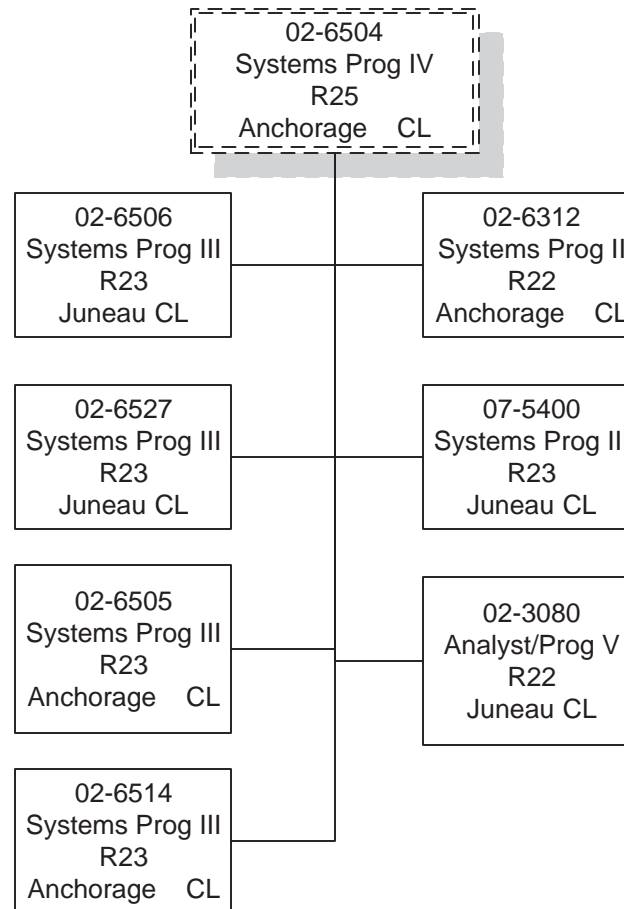 02-6504
Systems Prog IV
R25
Anchorage CL
02-6506
Systems Prog III
R23
Juneau CL
02-6312
Systems Prog II
R22
Anchorage CL
02-6527
Systems Prog III
R23
Juneau CL
07-5400
Systems Prog II
R23
Juneau CL
02-6505
Systems Prog III
R23
Anchorage CL
02-3080
Analyst/Prog V
R22
Juneau CL
02-6514
Systems Prog III
R23
Anchorage CL